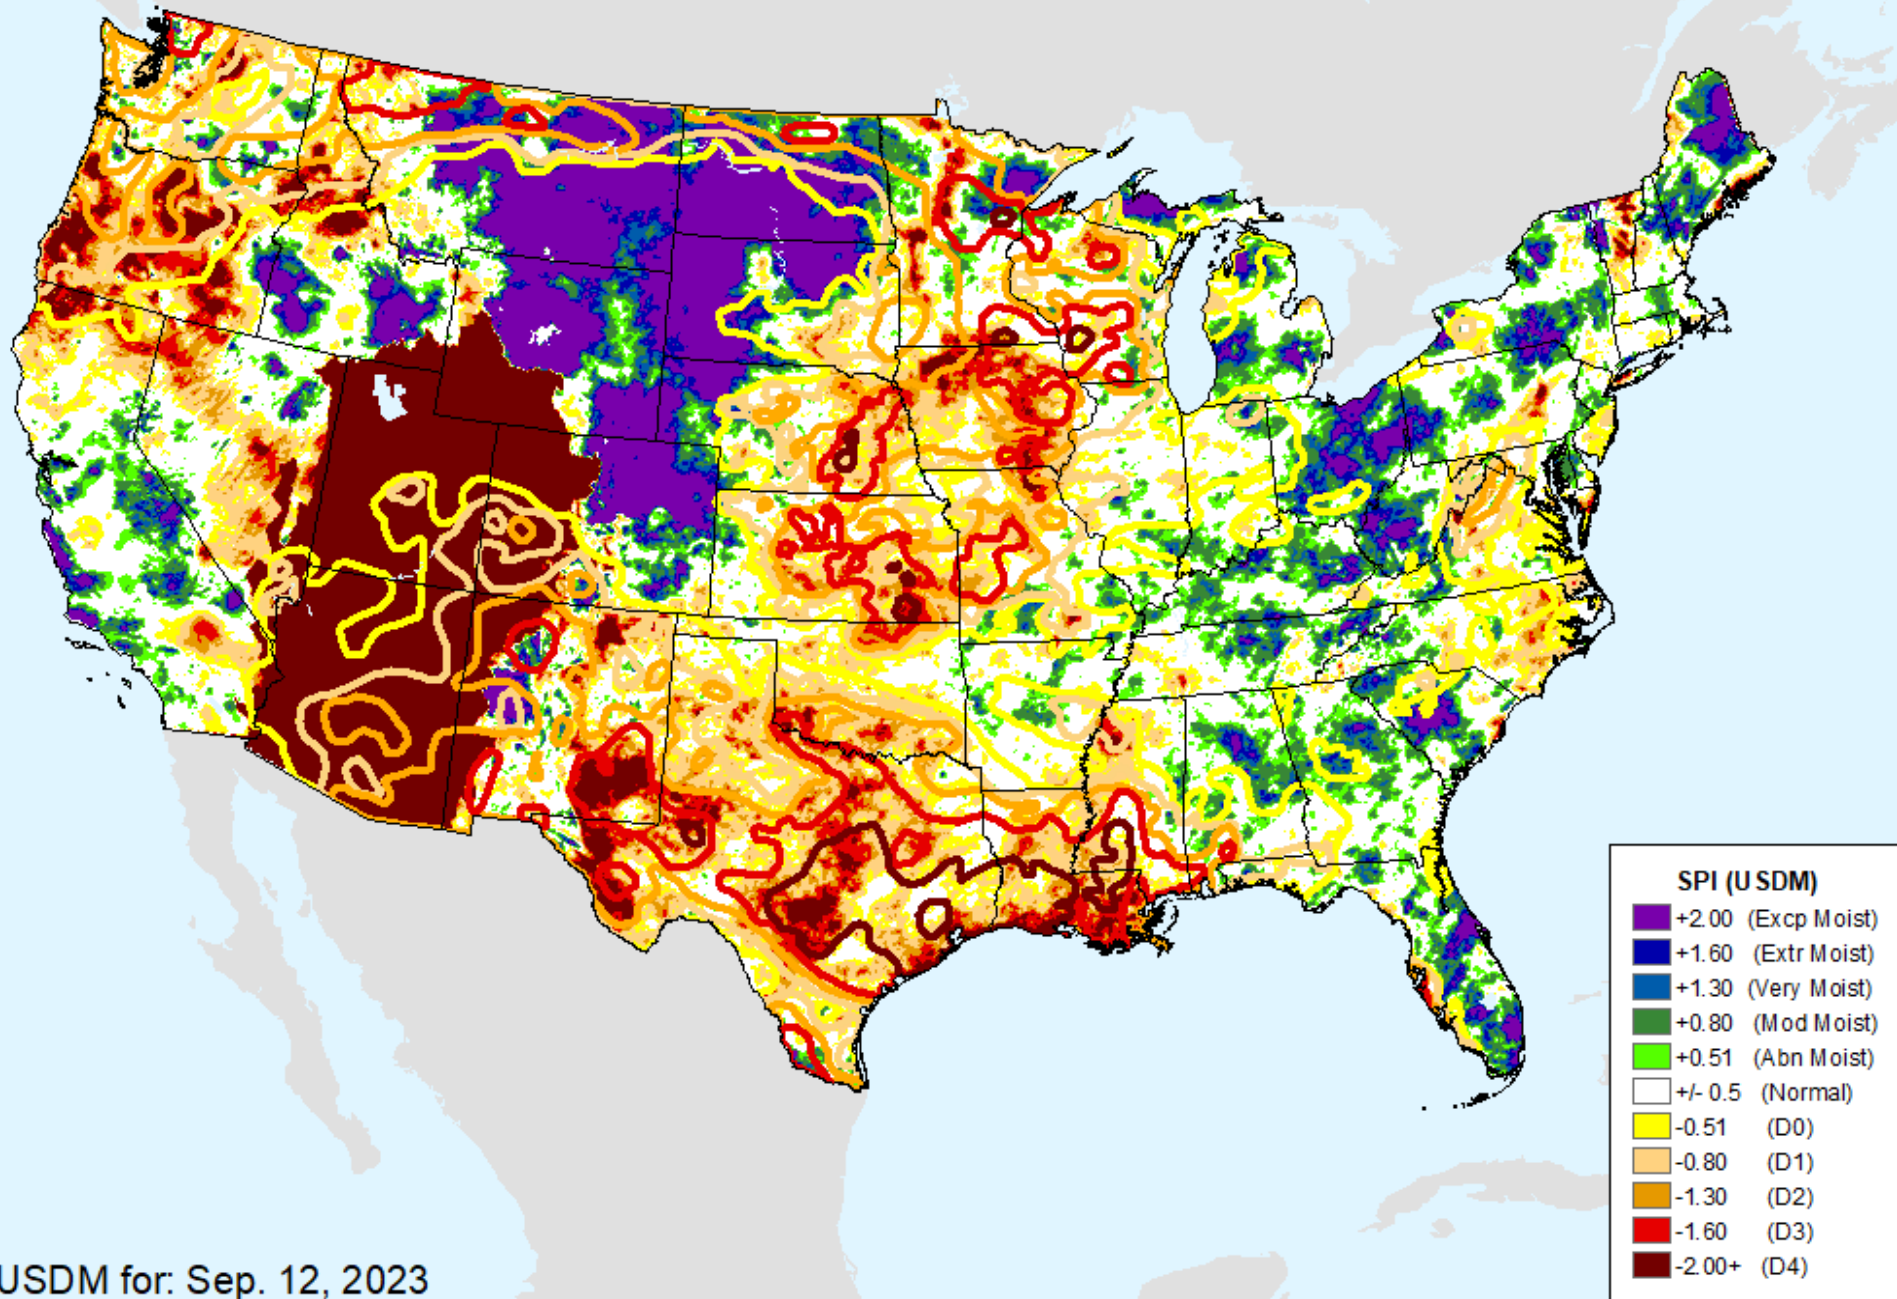 SPI (USDM)
+2.00 (Excp Moist)
+1.60 (Extr Moist)
+1.30 (Very Moist)
+0.80 (Mod Moist)
+0.51 (Abn Moist)
+/- 0.5 (Normal)
-0.51 (D0)
-0.80 (D1)
-1.30 (D2)
-1.60 (D3)
-2.00+ (D4)
USDM for: Sep. 12, 2023